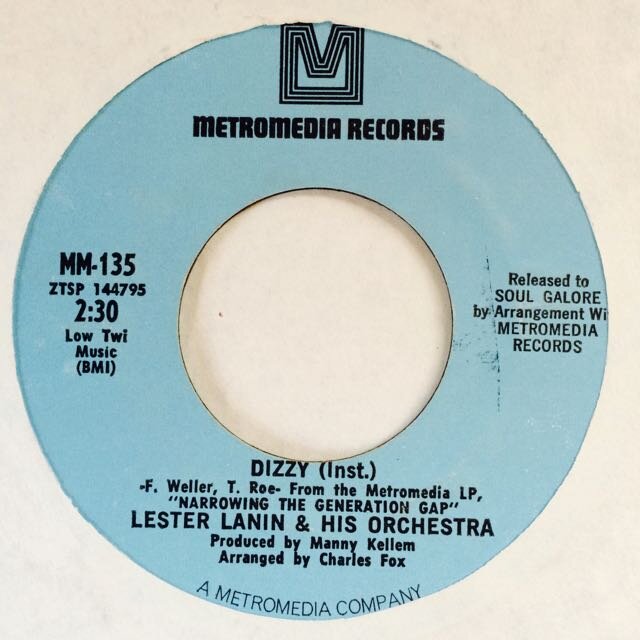 METROMEDIA RECORDS
MM-135
ZTSP 144795
2:30
Low Twi
Music
(BMI)
Released to
SOUL GALORE
by Arrangement Wi
METROMEDIA
RECORDS
DIZZY (Inst.)
-F. Weller, T. Roe- From the Metromedia LP,
"NARROWING THE GENERATION GAP"
LESTER LANIN & HIS ORCHESTRA
Produced by Manny Kellem
Arranged by Charles Fox
A METROMEDIA COMPANY